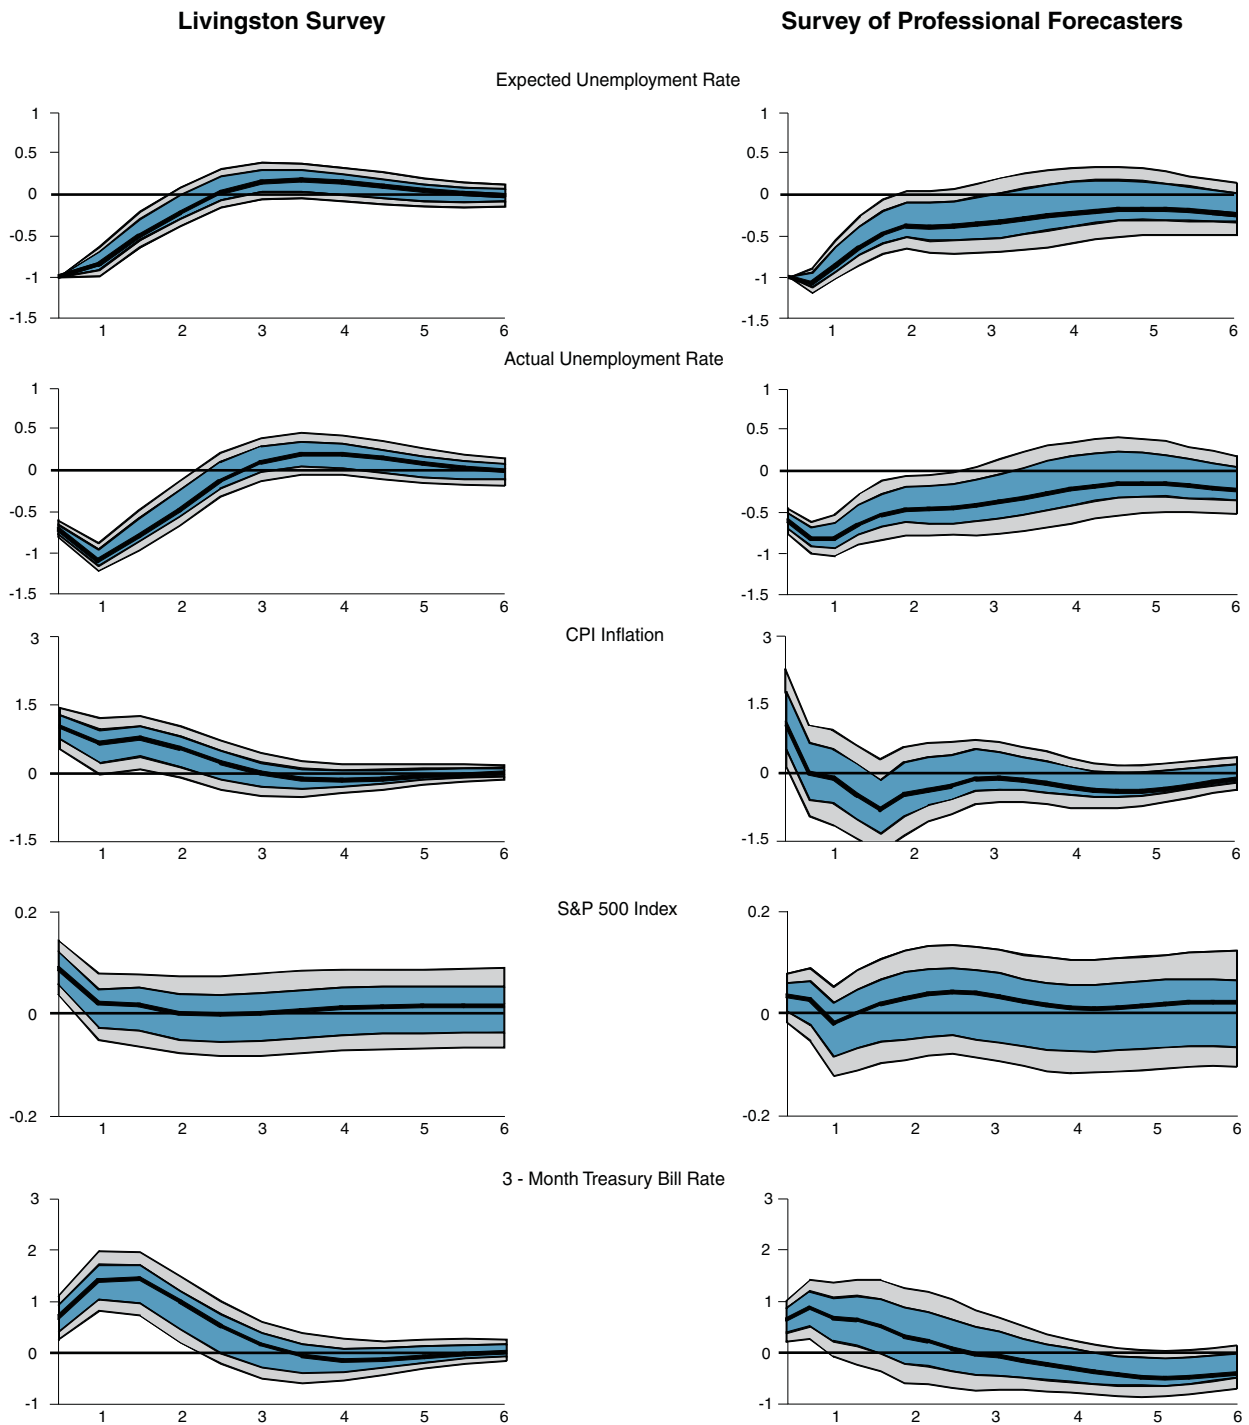 Livingston Survey Survey of Professional Forecasters
Expected Unemployment Rate
1 1
0.5 0.5
0 0
-0.5 -0.5
-1 -1
-1.5 -1.5
1 2 3 4 5 6 1 2 3 4 5 6
Actual Unemployment Rate
1 1
0.5 0.5
0 0
-0.5 -0.5
-1 -1
-1.5 -1.5
1 2 3 4 5 6 1 2 3 4 5 6
CPI Inflation
3 3
1.5 1.5
0 0
-1.5 -1.5
1 2 3 4 5 6 1 2 3 4 5 6
S&P 500 Index
0.2 0.2
0 0
-0.2 -0.2
1 2 3 4 5 6 1 2 3 4 5 6
3 - Month Treasury Bill Rate
3 3
2 2
1 1
0 0
-1 -1
1 2 3 4 5 6 1 2 3 4 5 6